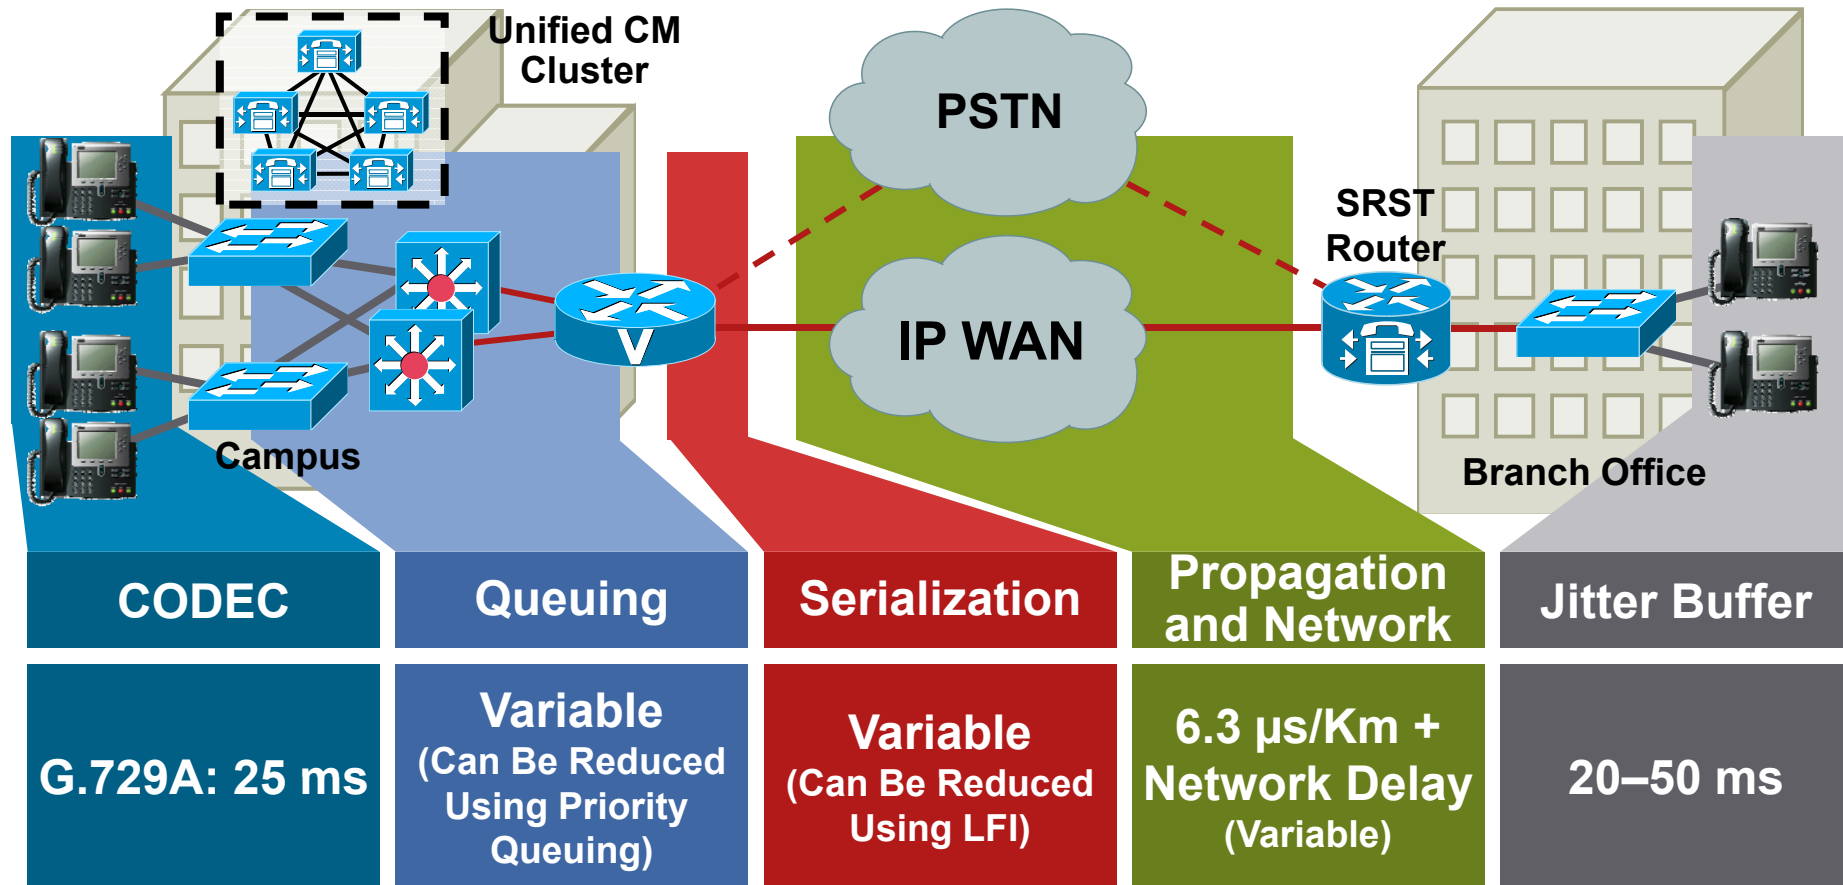 Unified CM
Cluster
PSTN
SRST
Router
IP WAN
V
Campus
Branch Office
CODEC
Queuing
Serialization
Propagation
and Network
Jitter Buffer
G.729A: 25 ms
Variable
(Can Be Reduced
Using Priority
Queuing)
Variable
(Can Be Reduced
Using LFI)
6.3 µs/Km +
Network Delay
(Variable)
20–50 ms